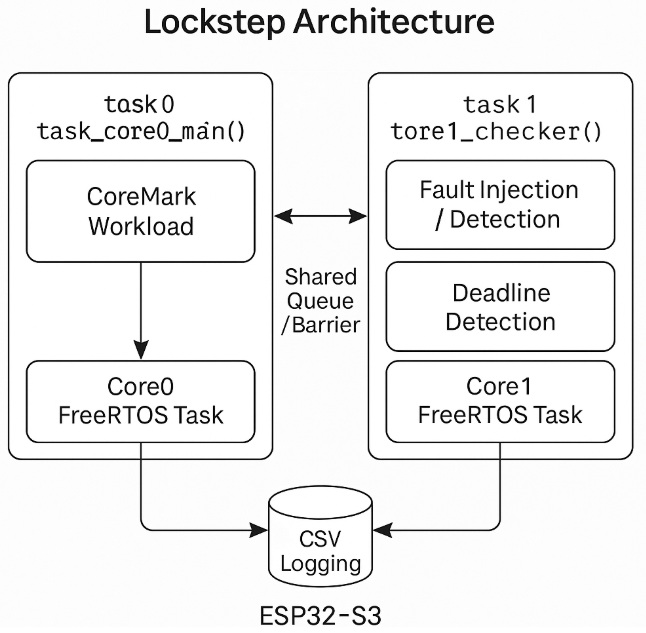 Lockstep Architecture
task 0
task_core0_main()
CoreMark
Workload
Core0
FreeRTOS Task
Shared
Queue
/Barrier
task 1
tore1_checker()
Fault Injection
/ Detection
Deadline
Detection
Core1
FreeRTOS Task
CSV
Logging
ESP32-S3